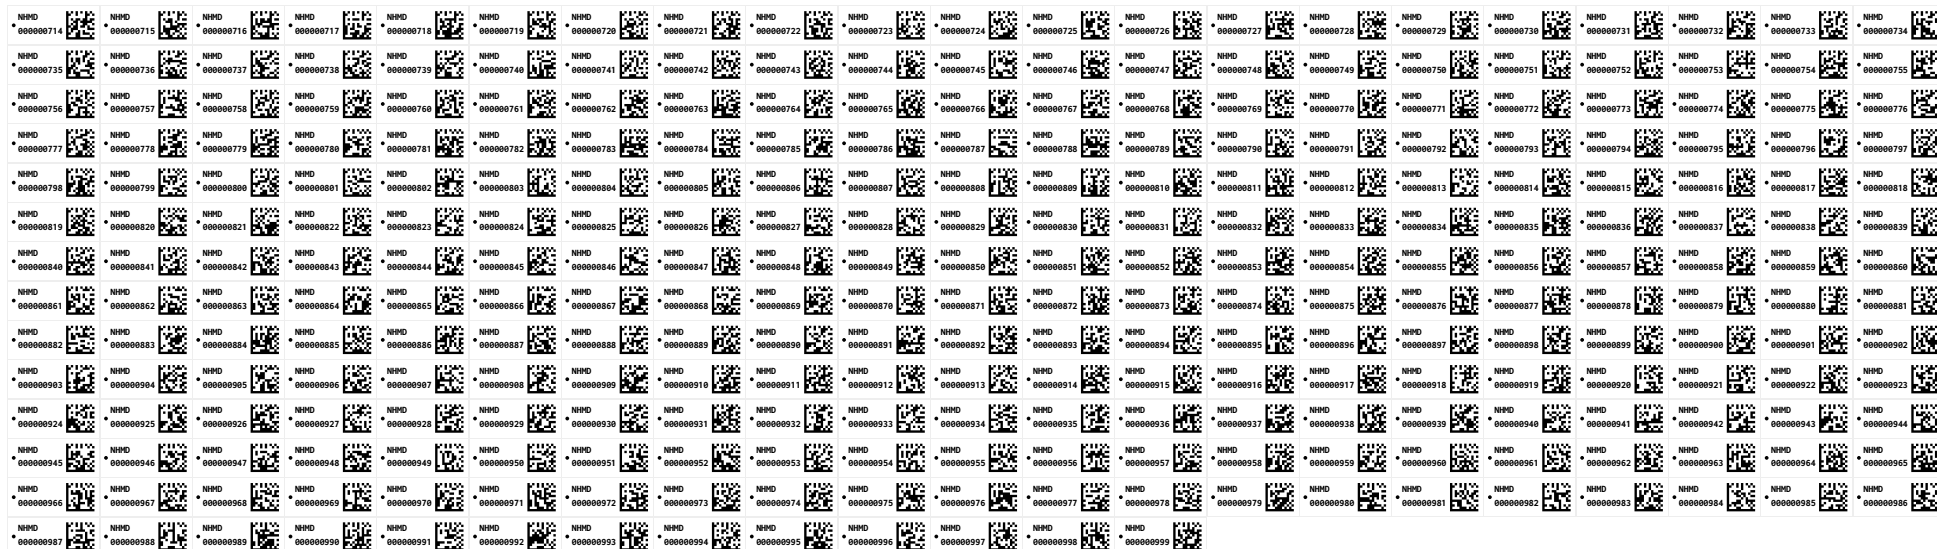 NHMD NHMD NHMD NHMD NHMD NHMD NHMD NHMD NHMD NHMD NHMD NHMD NHMD NHMD NHMD NHMD NHMD NHMD NHMD NHMD NHMD
000000714 000000715 000000716 000000717 000000718 000000719 000000720 000000721 000000722 000000723 000000724 000000725 000000726 000000727 000000728 000000729 000000730 000000731 000000732 000000733 000000734
NHMD NHMD NHMD NHMD NHMD NHMD NHMD NHMD NHMD NHMD NHMD NHMD NHMD NHMD NHMD NHMD NHMD NHMD NHMD NHMD NHMD
000000735 000000736 000000737 000000738 000000739 000000740 000000741 000000742 000000743 000000744 000000745 000000746 000000747 000000748 000000749 000000750 000000751 000000752 000000753 000000754 000000755
NHMD NHMD NHMD NHMD NHMD NHMD NHMD NHMD NHMD NHMD NHMD NHMD NHMD NHMD NHMD NHMD NHMD NHMD NHMD NHMD NHMD
000000756 000000757 000000758 000000759 000000760 000000761 000000762 000000763 000000764 000000765 000000766 000000767 000000768 000000769 000000770 000000771 000000772 000000773 000000774 000000775 000000776
NHMD NHMD NHMD NHMD NHMD NHMD NHMD NHMD NHMD NHMD NHMD NHMD NHMD NHMD NHMD NHMD NHMD NHMD NHMD NHMD NHMD
000000777 000000778 000000779 000000780 000000781 000000782 000000783 000000784 000000785 000000786 000000787 000000788 000000789 000000790 000000791 000000792 000000793 000000794 000000795 000000796 000000797
NHMD NHMD NHMD NHMD NHMD NHMD NHMD NHMD NHMD NHMD NHMD NHMD NHMD NHMD NHMD NHMD NHMD NHMD NHMD NHMD NHMD
000000798 000000799 000000800 000000801 000000802 000000803 000000804 000000805 000000806 000000807 000000808 000000809 000000810 000000811 000000812 000000813 000000814 000000815 000000816 000000817 000000818
NHMD NHMD NHMD NHMD NHMD NHMD NHMD NHMD NHMD NHMD NHMD NHMD NHMD NHMD NHMD NHMD NHMD NHMD NHMD NHMD NHMD
000000819 000000820 000000821 000000822 000000823 000000824 000000825 000000826 000000827 000000828 000000829 000000830 000000831 000000832 000000833 000000834 000000835 000000836 000000837 000000838 000000839
NHMD NHMD NHMD NHMD NHMD NHMD NHMD NHMD NHMD NHMD NHMD NHMD NHMD NHMD NHMD NHMD NHMD NHMD NHMD NHMD NHMD
000000840 000000841 000000842 000000843 000000844 000000845 000000846 000000847 000000848 000000849 000000850 000000851 000000852 000000853 000000854 000000855 000000856 000000857 000000858 000000859 000000860
NHMD NHMD NHMD NHMD NHMD NHMD NHMD NHMD NHMD NHMD NHMD NHMD NHMD NHMD NHMD NHMD NHMD NHMD NHMD NHMD NHMD
000000861 000000862 000000863 000000864 000000865 000000866 000000867 000000868 000000869 000000870 000000871 000000872 000000873 000000874 000000875 000000876 000000877 000000878 000000879 000000880 000000881
NHMD NHMD NHMD NHMD NHMD NHMD NHMD NHMD NHMD NHMD NHMD NHMD NHMD NHMD NHMD NHMD NHMD NHMD NHMD NHMD NHMD
000000882 000000883 000000884 000000885 000000886 000000887 000000888 000000889 000000890 000000891 000000892 000000893 000000894 000000895 000000896 000000897 000000898 000000899 000000900 000000901 000000902
NHMD NHMD NHMD NHMD NHMD NHMD NHMD NHMD NHMD NHMD NHMD NHMD NHMD NHMD NHMD NHMD NHMD NHMD NHMD NHMD NHMD
000000903 000000904 000000905 000000906 000000907 000000908 000000909 000000910 000000911 000000912 000000913 000000914 000000915 000000916 000000917 000000918 000000919 000000920 000000921 000000922 000000923
NHMD NHMD NHMD NHMD NHMD NHMD NHMD NHMD NHMD NHMD NHMD NHMD NHMD NHMD NHMD NHMD NHMD NHMD NHMD NHMD NHMD
000000924 000000925 000000926 000000927 000000928 000000929 000000930 000000931 000000932 000000933 000000934 000000935 000000936 000000937 000000938 000000939 000000940 000000941 000000942 000000943 000000944
NHMD NHMD NHMD NHMD NHMD NHMD NHMD NHMD NHMD NHMD NHMD NHMD NHMD NHMD NHMD NHMD NHMD NHMD NHMD NHMD NHMD
000000945 000000946 000000947 000000948 000000949 000000950 000000951 000000952 000000953 000000954 000000955 000000956 000000957 000000958 000000959 000000960 000000961 000000962 000000963 000000964 000000965
NHMD NHMD NHMD NHMD NHMD NHMD NHMD NHMD NHMD NHMD NHMD NHMD NHMD NHMD NHMD NHMD NHMD NHMD NHMD NHMD NHMD
000000966 000000967 000000968 000000969 000000970 000000971 000000972 000000973 000000974 000000975 000000976 000000977 000000978 000000979 000000980 000000981 000000982 000000983 000000984 000000985 000000986
NHMD NHMD NHMD NHMD NHMD NHMD NHMD NHMD NHMD NHMD NHMD NHMD NHMD
000000987 000000988 000000989 000000990 000000991 000000992 000000993 000000994 000000995 000000996 000000997 000000998 000000999